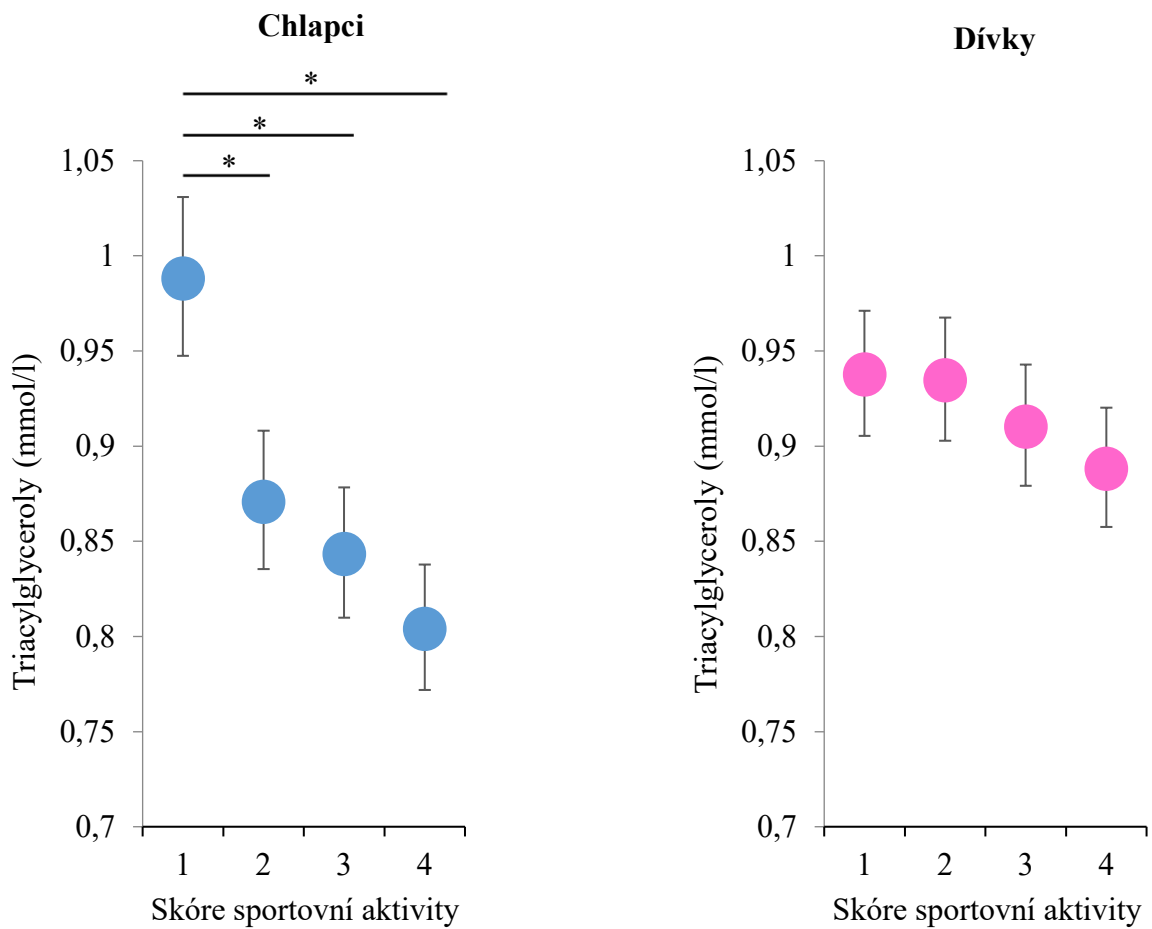 Chlapci
*
*
*
1,05
1
0,95
0,9
0,85
0,8
0,75
0,7
Triacylglyceroly (mmol/l)
1 2 3 4
Skóre sportovní aktivity
Dívky
1,05
1
0,95
0,9
0,85
0,8
0,75
0,7
Triacylglyceroly (mmol/l)
1 2 3 4
Skóre sportovní aktivity